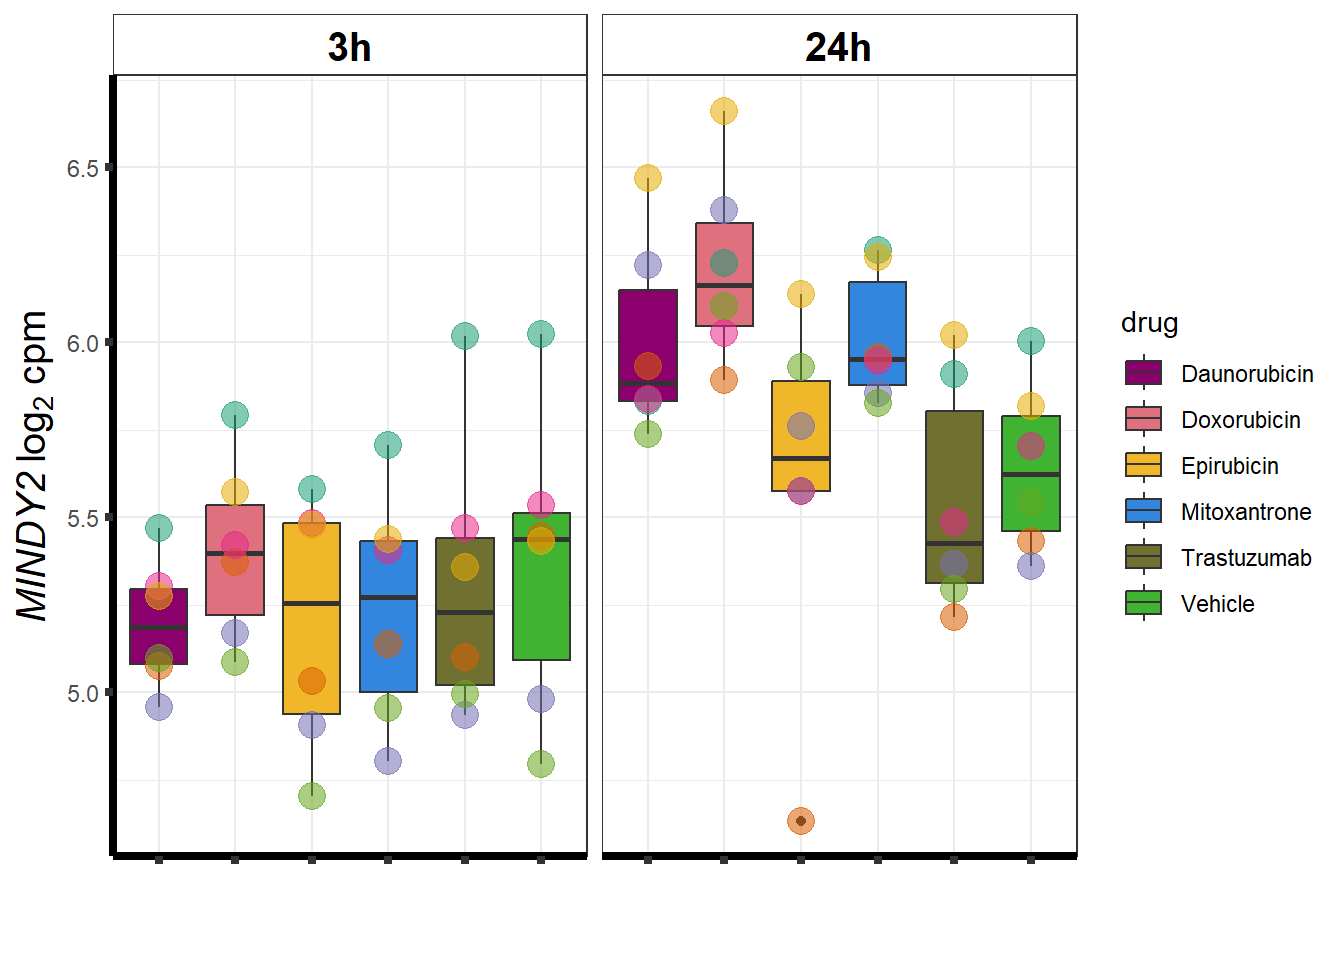 3h
24h
MINDY2 log₂ cpm
6.5
6.0
5.5
5.0
drug
Daunorubicin
Doxorubicin
Epirubicin
Mitoxantrone
Trastuzumab
Vehicle